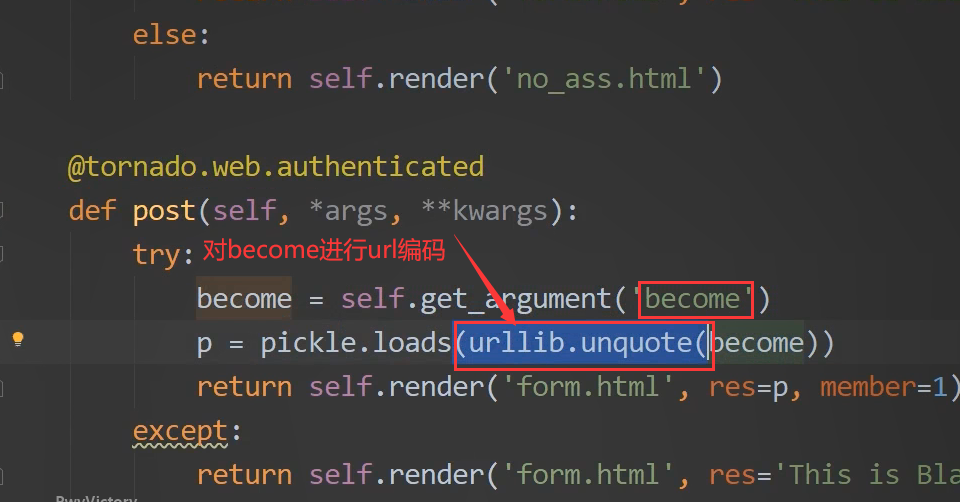 else:
return self.render('no_ass.html')
@tornado.web.authenticated
def post(self, *args, **kwargs):
try:
对become进行url编码
become = self.get_argument('become')
p = pickle.loads(urllib.unquote(become))
return self.render('form.html', res=p, member=1)
except:
return self.render('form.html', res='This is Bla